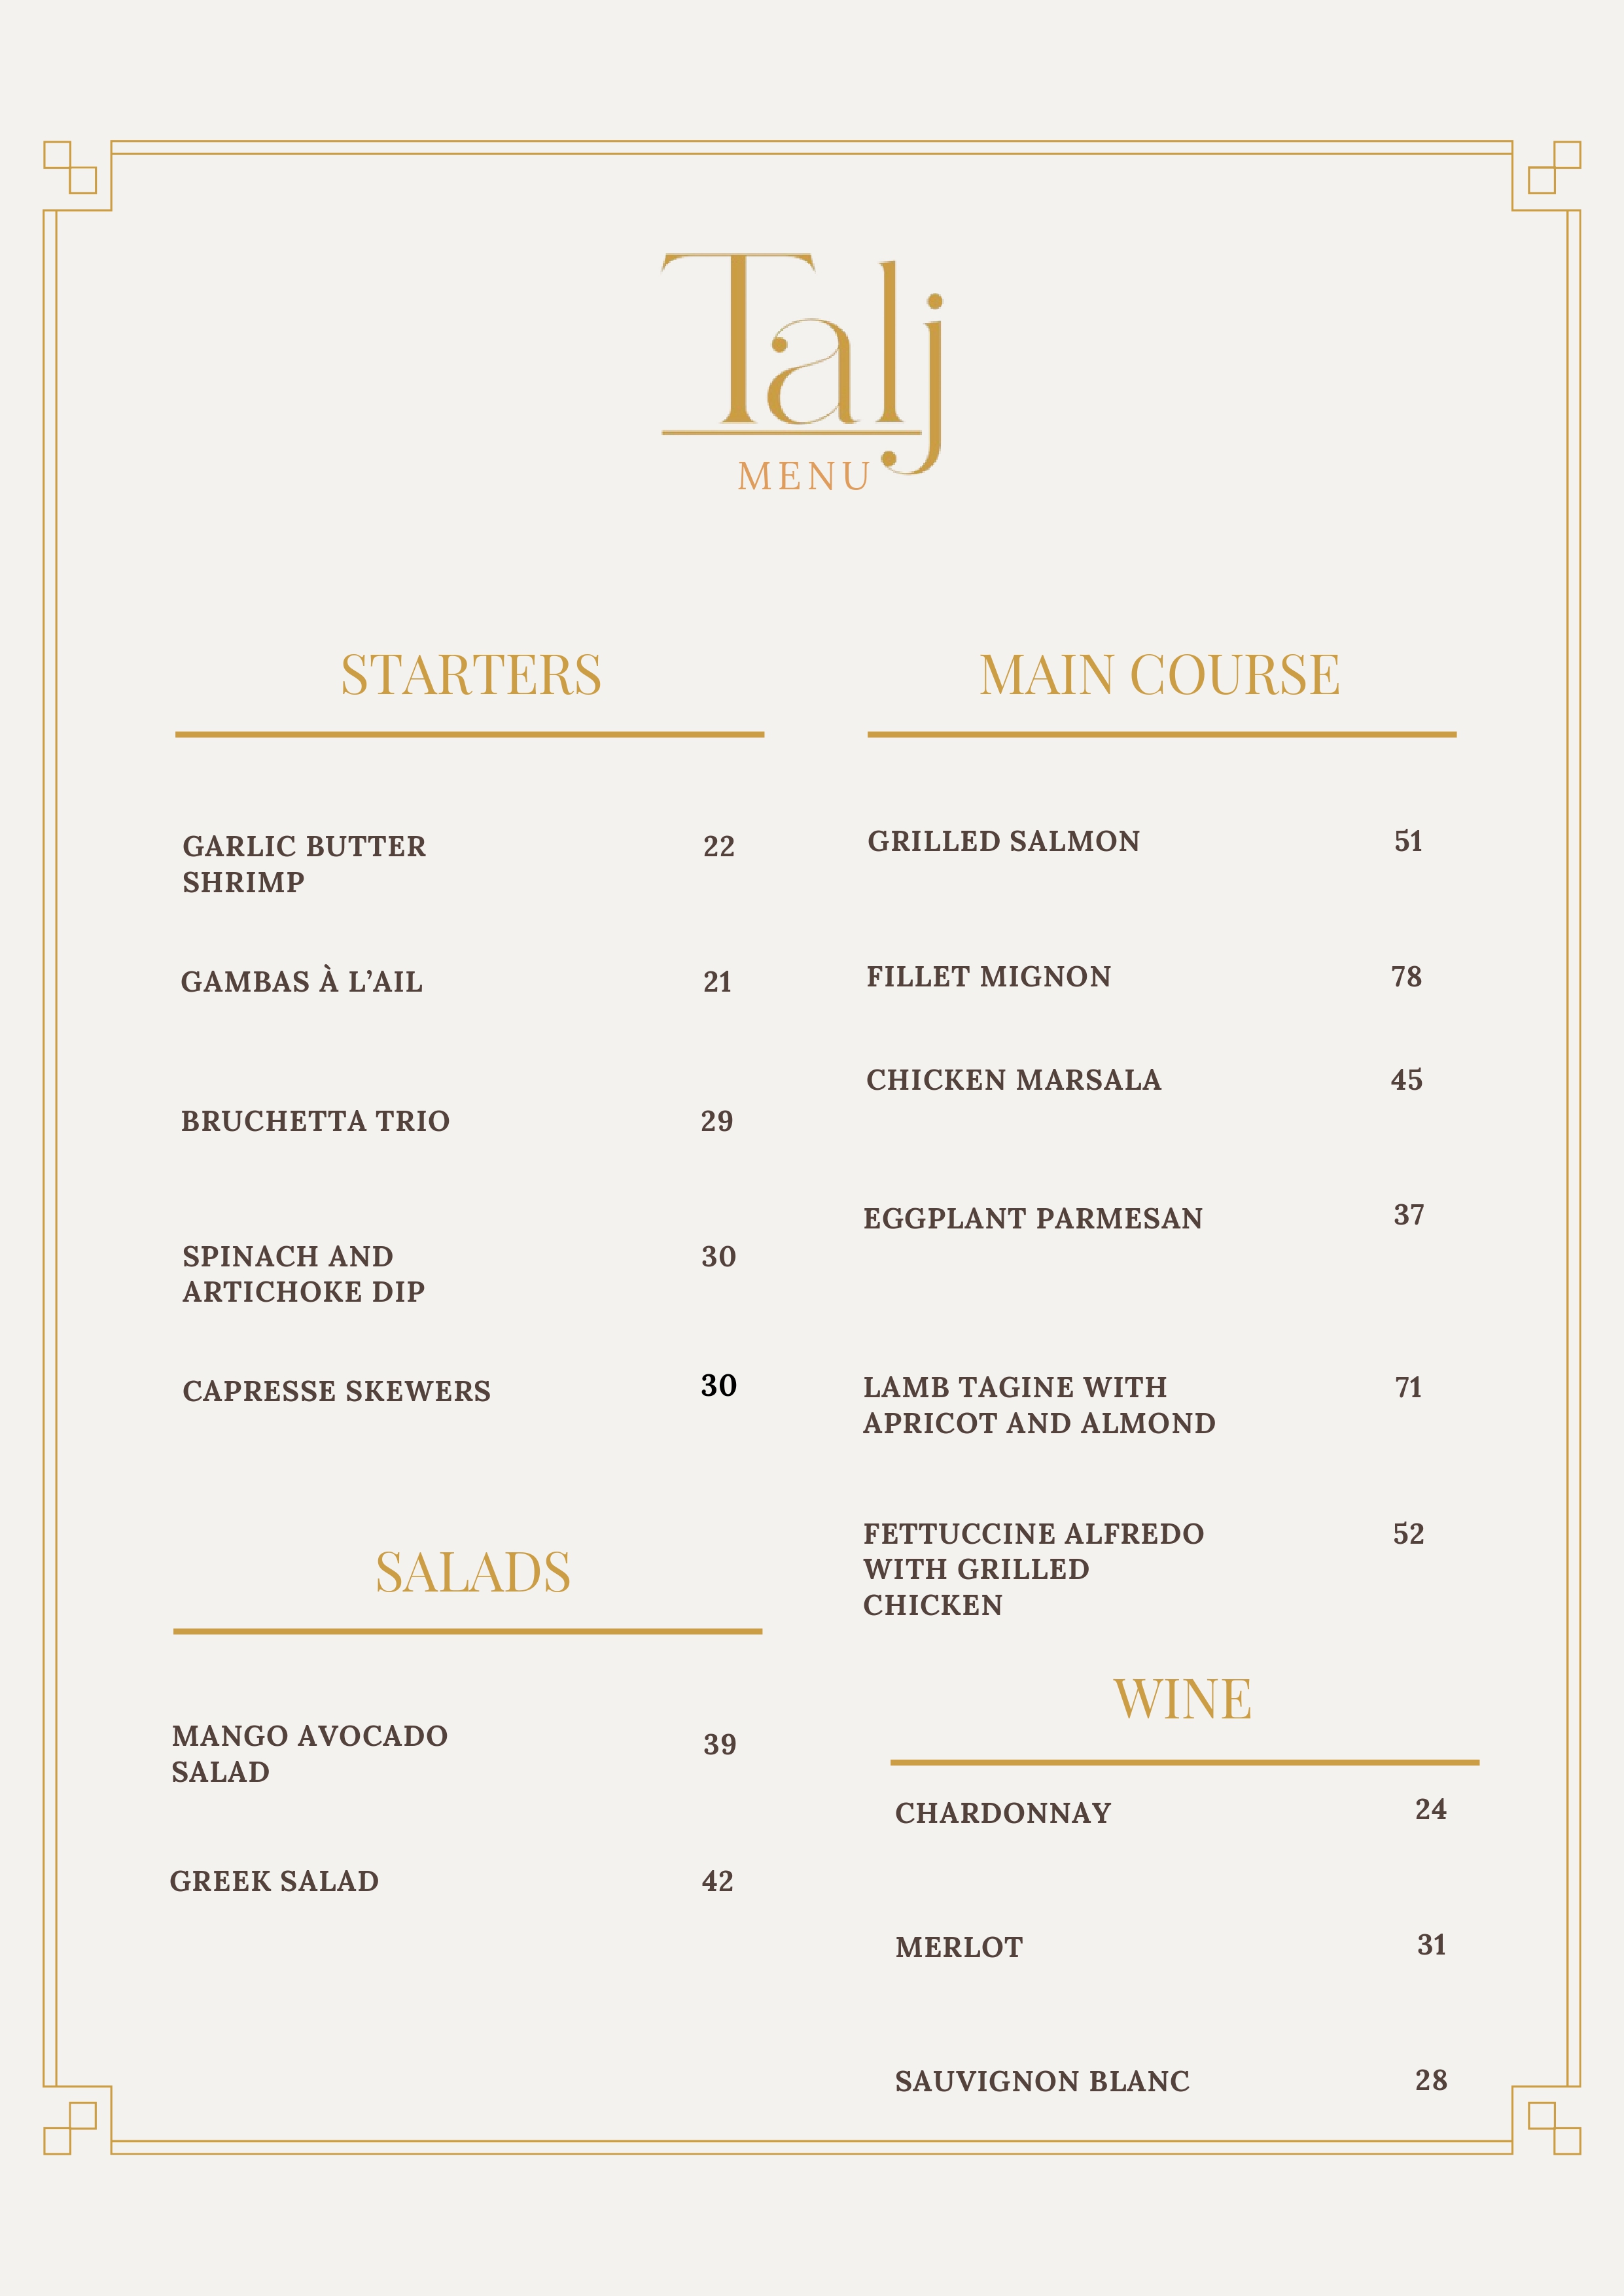 Talj
MENU
STARTERS
GARLIC BUTTER 22
SHRIMP
GAMBAS À L’AIL 21
BRUCHETTA TRIO 29
SPINACH AND 30
ARTICHOKE DIP
CAPRESSE SKEWERS 30
SALADS
MANGO AVOCADO 39
SALAD
GREEK SALAD 42
MAIN COURSE
GRILLED SALMON 51
FILLET MIGNON 78
CHICKEN MARSALA 45
EGGPLANT PARMESAN 37
LAMB TAGINE WITH 71
APRICOT AND ALMOND
FETTUCCINE ALFREDO 52
WITH GRILLED
CHICKEN
WINE
CHARDONNAY 24
MERLOT 31
SAUVIGNON BLANC 28